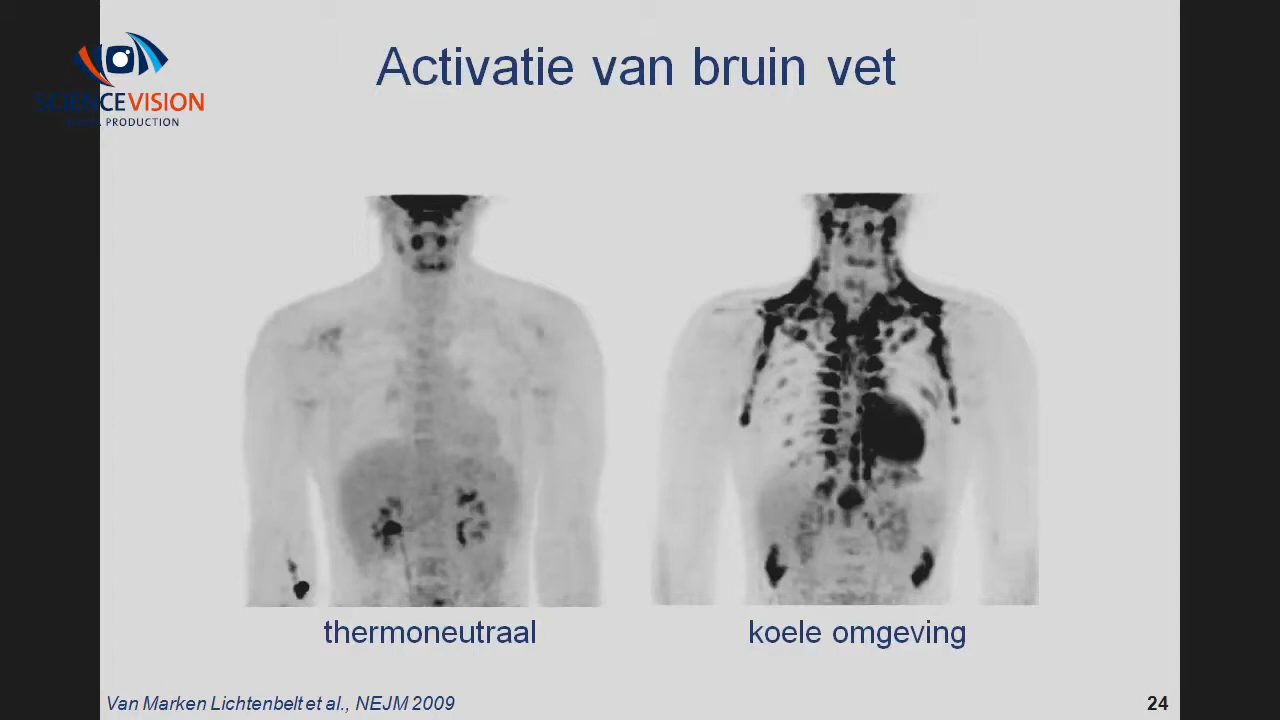 Activatie van bruin vet
SCIENCEVISION
PRODUCTION
thermoneutraal
koele omgeving
Van Marken Lichtenbelt et al., NEJM 2009
24